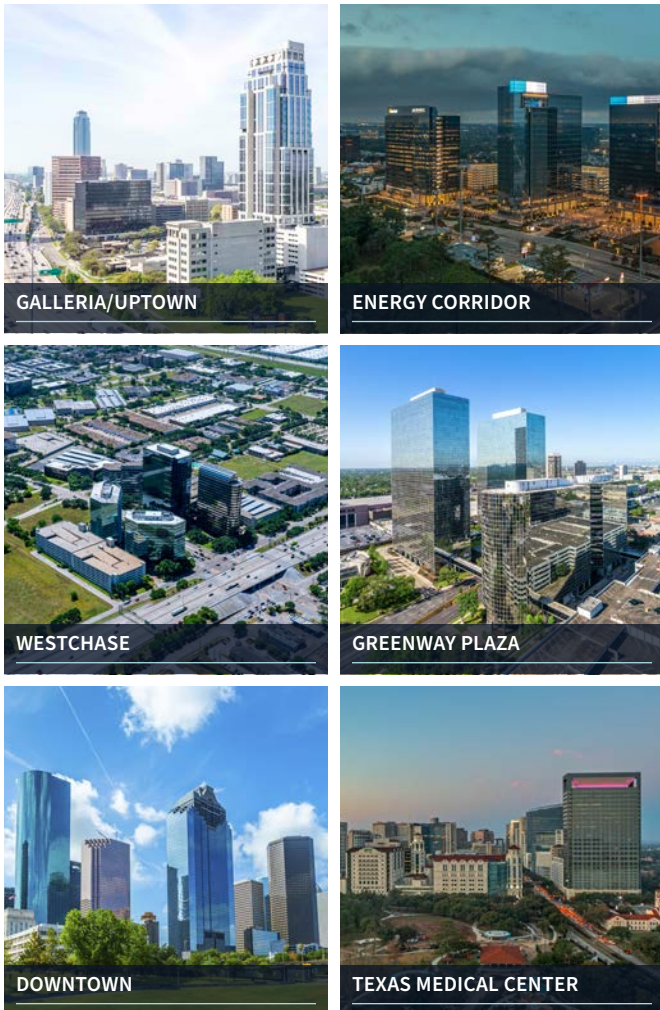 GALLERIA/UPTOWN
ENERGY CORRIDOR
WESTCHASE
GREENWAY PLAZA
DOWNTOWN
TEXAS MEDICAL CENTER